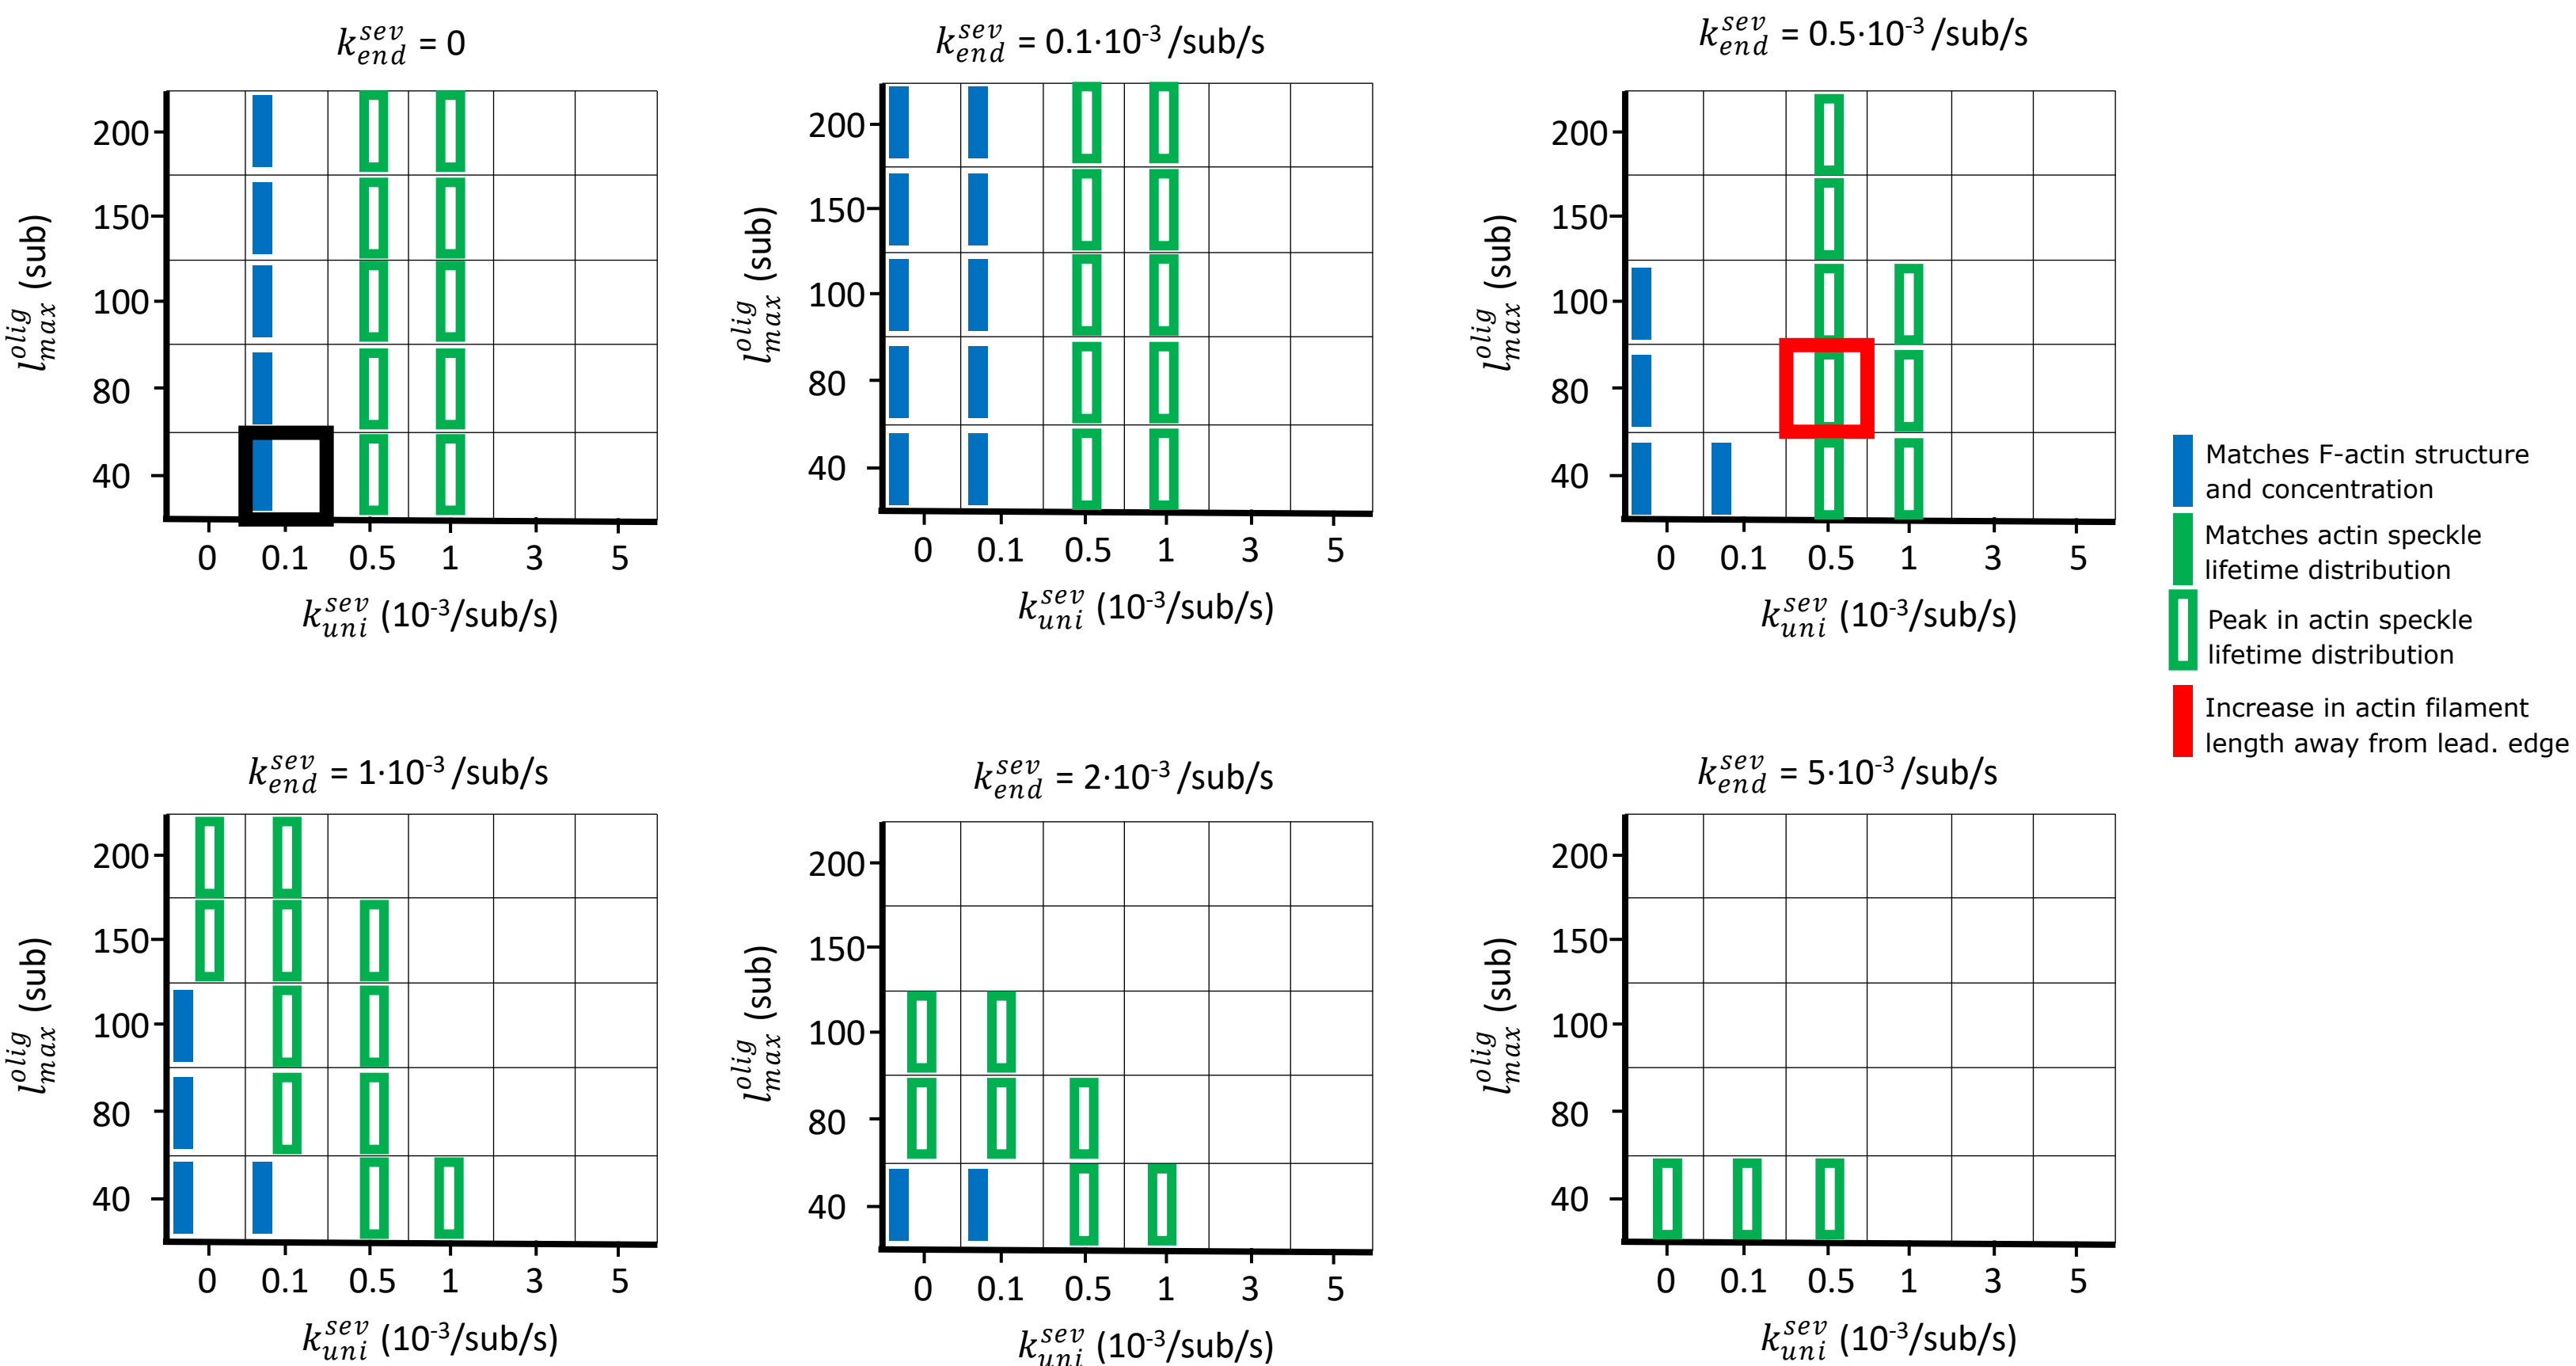 k_end^sev = 0
200
150
100
80
40
l_max^olig (sub)
0 0.1 0.5 1 3 5
k_uni^sev (10⁻³/sub/s)
k_end^sev = 0.1·10⁻³ /sub/s
200
150
100
80
40
l_max^olig (sub)
0 0.1 0.5 1 3 5
k_uni^sev (10⁻³/sub/s)
k_end^sev = 0.5·10⁻³ /sub/s
200
150
100
80
40
l_max^olig (sub)
0 0.1 0.5 1 3 5
k_uni^sev (10⁻³/sub/s)
Matches F-actin structure
and concentration
Matches actin speckle
lifetime distribution
Peak in actin speckle
lifetime distribution
Increase in actin filament
length away from lead. edge
k_end^sev = 1·10⁻³ /sub/s
200
150
100
80
40
l_max^olig (sub)
0 0.1 0.5 1 3 5
k_uni^sev (10⁻³/sub/s)
k_end^sev = 2·10⁻³ /sub/s
200
150
100
80
40
l_max^olig (sub)
0 0.1 0.5 1 3 5
k_uni^sev (10⁻³/sub/s)
k_end^sev = 5·10⁻³ /sub/s
200
150
100
80
40
l_max^olig (sub)
0 0.1 0.5 1 3 5
k_uni^sev (10⁻³/sub/s)